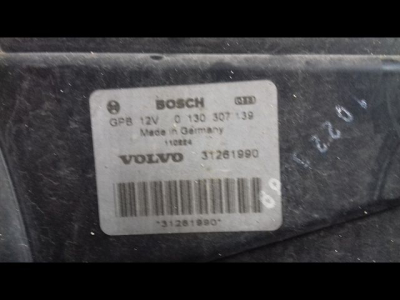 BOSCH
GPB 12V 0 130 307 139
Made in Germany
VOLVO 31261990
*31261990*